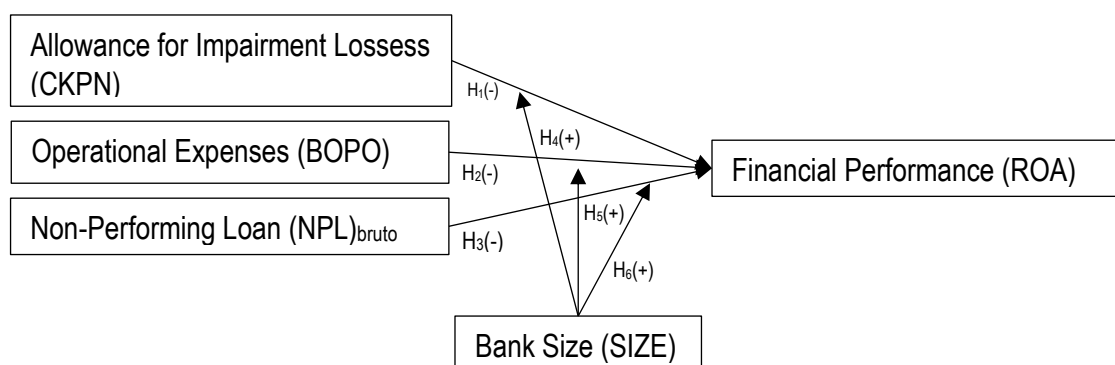 Allowance for Impairment Lossess
(CKPN)
H1(-)
H4(+)
Operational Expenses (BOPO)
H2(-)
Financial Performance (ROA)
Non-Performing Loan (NPL)bruto
H3(-)
H5(+)
H6(+)
Bank Size (SIZE)